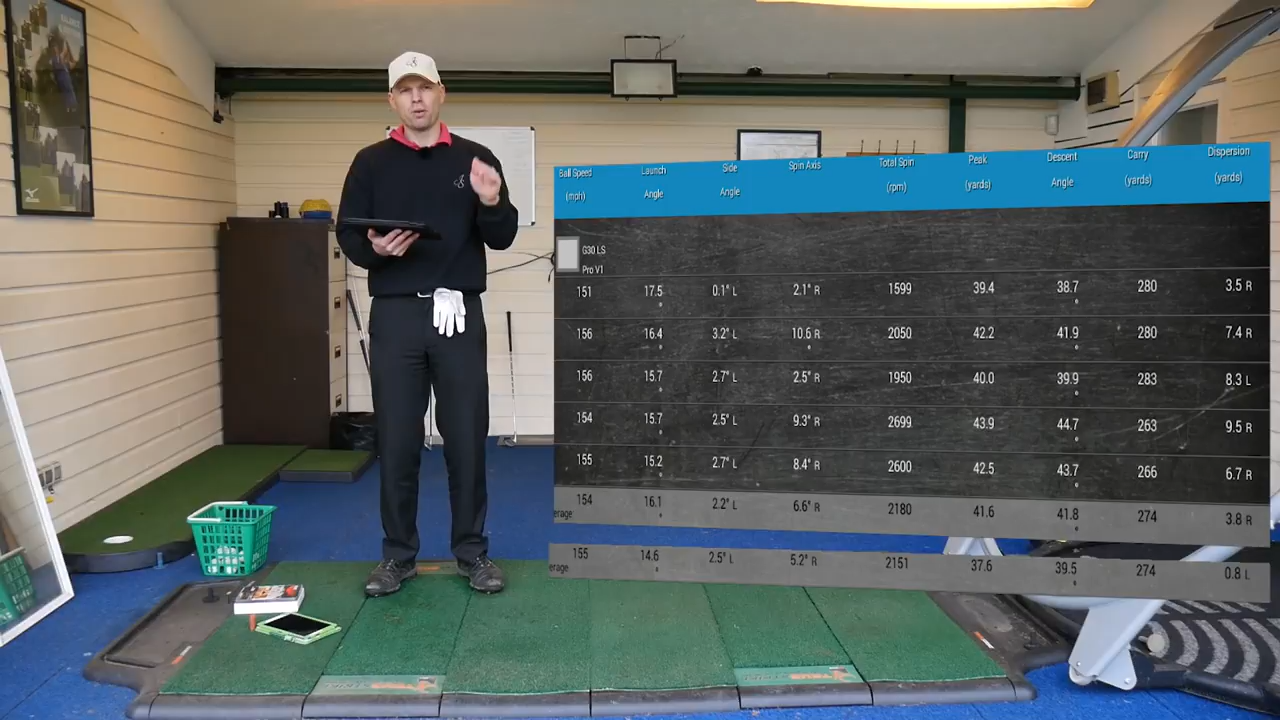 Ball Speed Launch Side Spin Axis Total Spin Peak Descent Carry Dispersion
(mph) Angle Angle (rpm) (yards) Angle (yards) (yards)
G30 LS
Pro V1
151 17.5° 0.1° L 2.1° R 1599 39.4 38.7° 280 3.5 R
156 16.4° 3.2° L 10.6° R 2050 42.2 41.9° 280 7.4 R
156 15.7° 2.7° L 2.5° R 1950 40.0 39.9° 283 8.3 L
154 15.7° 2.5° L 9.3° R 2699 43.9 44.7° 263 9.5 R
155 15.2° 2.7° L 8.4° R 2600 42.5 43.7° 266 6.7 R
erage 154 16.1° 2.2° L 6.6° R 2180 41.6 41.8° 274 3.8 R
erage 155 14.6° 2.5° L 5.2° R 2151 37.6 39.5° 274 0.8 L